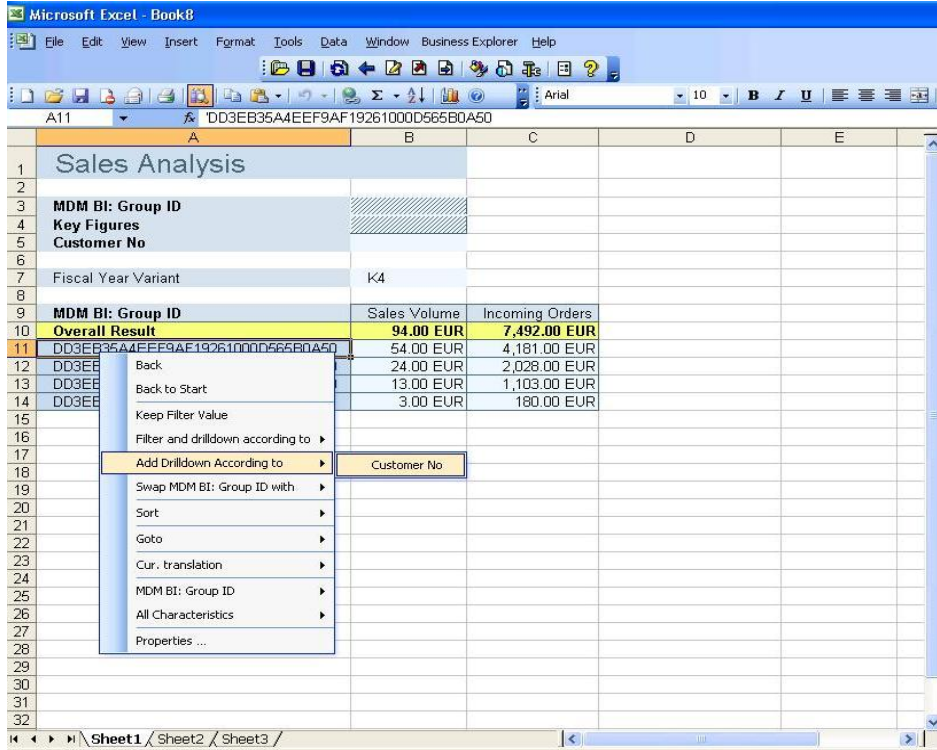 Microsoft Excel - Book8
File Edit View Insert Format Tools Data Window Business Explorer Help
Arial 10 B I U
A11 fx 'DD3EB35A4EEF9AF19261000D565B0A50
A B C D E
1 Sales Analysis
2
3 MDM BI: Group ID
4 Key Figures
5 Customer No
6
7 Fiscal Year Variant K4
8
9 MDM BI: Group ID Sales Volume Incoming Orders
10 Overall Result 94.00 EUR 7,492.00 EUR
11 DD3EB35A4EEF9AF19261000D565B0A50 54.00 EUR 4,181.00 EUR
12 DD3EE Back 24.00 EUR 2,028.00 EUR
13 DD3EE Back to Start 13.00 EUR 1,103.00 EUR
14 DD3EE 3.00 EUR 180.00 EUR
15 Keep Filter Value
16 Filter and drilldown according to
17
18 Add Drilldown According to Customer No
19 Swap MDM BI: Group ID with
20 Sort
21
22 Goto
23 Cur. translation
24
25 MDM BI: Group ID
26 All Characteristics
27
28 Properties ...
29
30
31
32
Sheet1 / Sheet2 / Sheet3 /